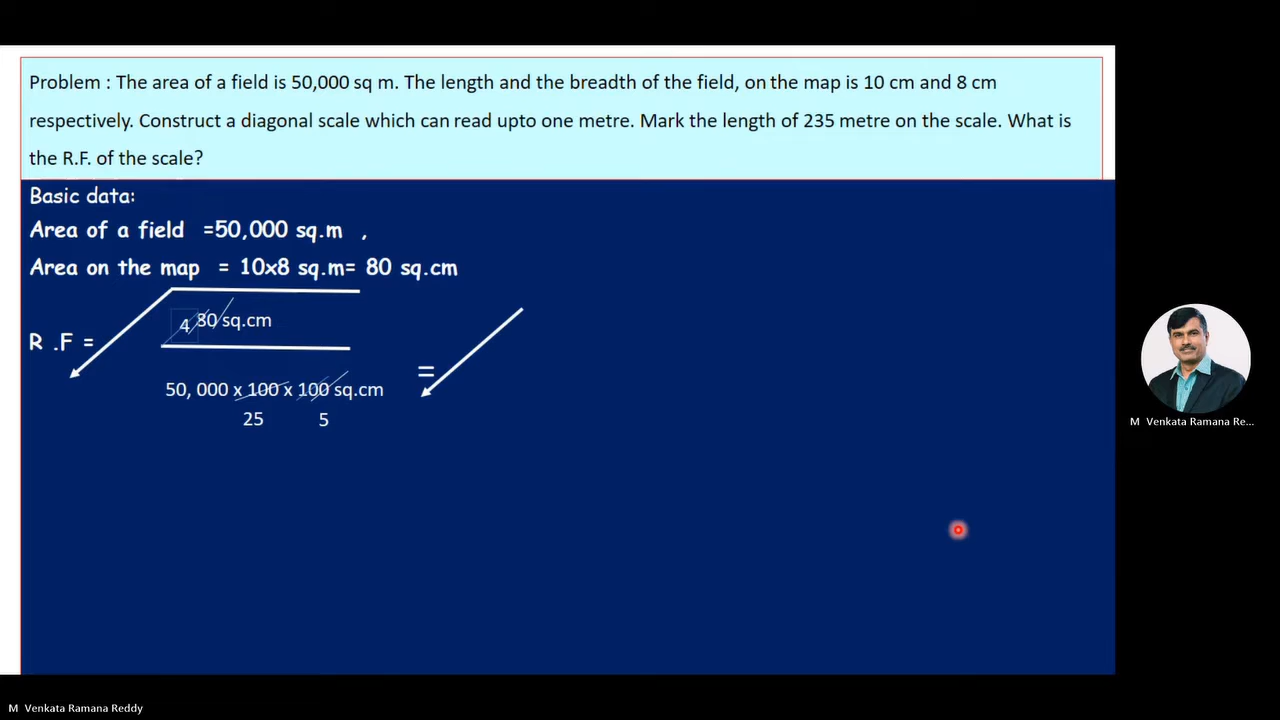 Problem : The area of a field is 50,000 sq m. The length and the breadth of the field, on the map is 10 cm and 8 cm
respectively. Construct a diagonal scale which can read upto one metre. Mark the length of 235 metre on the scale. What is
the R.F. of the scale?
Basic data:
Area of a field =50,000 sq.m ,
Area on the map = 10x8 sq.m= 80 sq.cm
4 80 sq.cm
R .F =
50, 000 x 100 x 100 sq.cm
=
25 5
M Venkata Ramana Re...
M Venkata Ramana Reddy